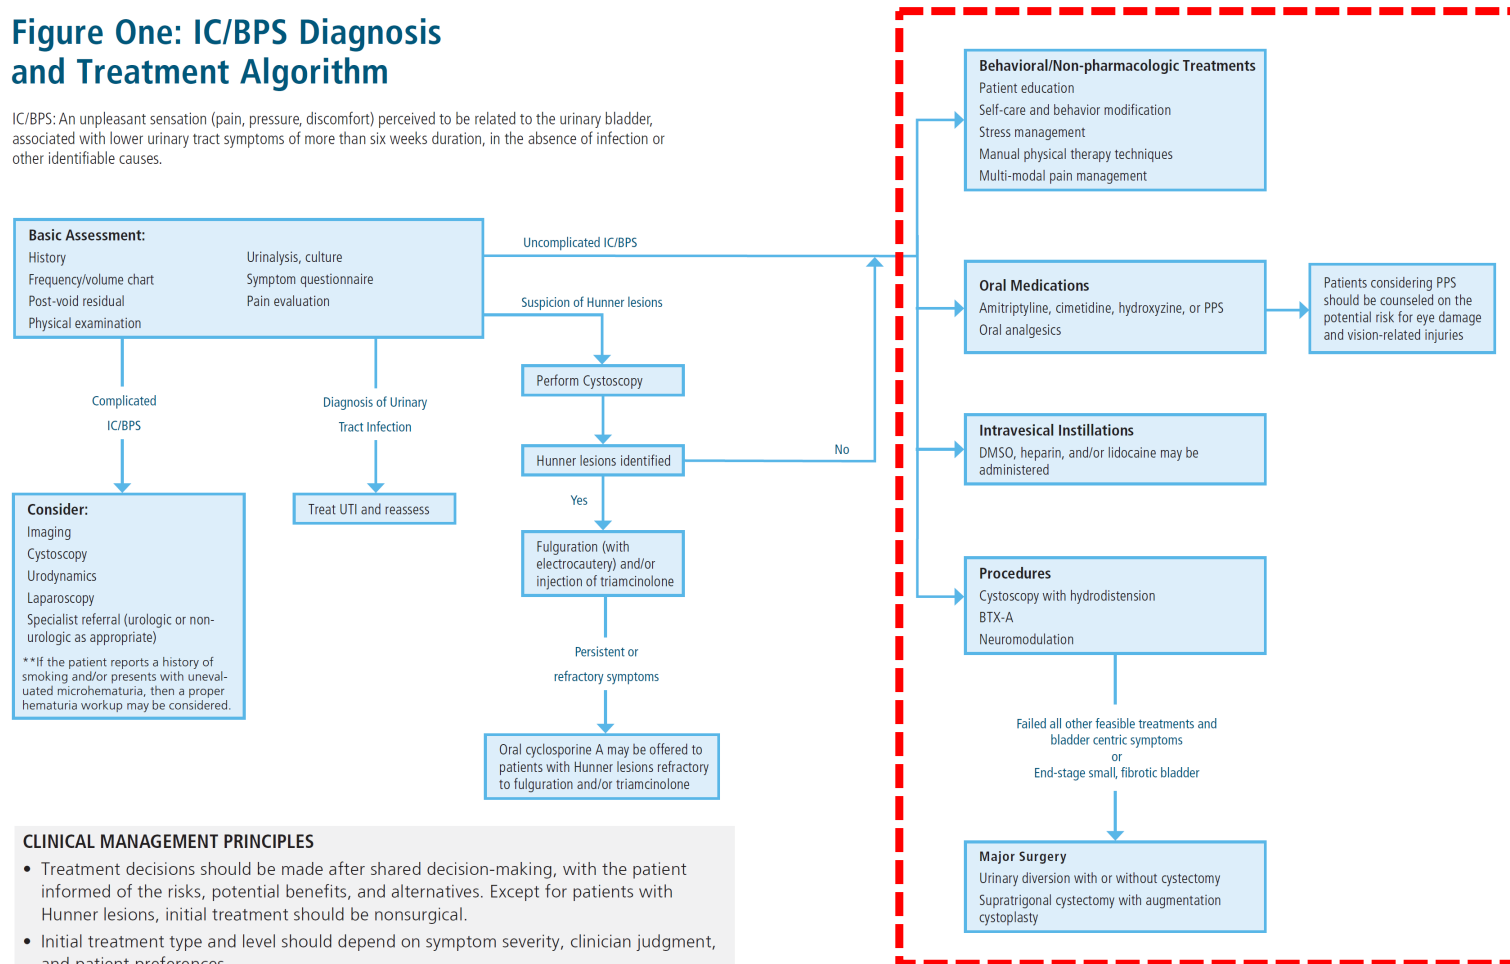 Figure One: IC/BPS Diagnosis
and Treatment Algorithm
IC/BPS: An unpleasant sensation (pain, pressure, discomfort) perceived to be related to the urinary bladder,
associated with lower urinary tract symptoms of more than six weeks duration, in the absence of infection or
other identifiable causes.
Basic Assessment:
History
Frequency/volume chart
Post-void residual
Physical examination
Urinalysis, culture
Symptom questionnaire
Pain evaluation
Uncomplicated IC/BPS
Suspicion of Hunner lesions
Complicated
IC/BPS
Diagnosis of Urinary
Tract Infection
Perform Cystoscopy
Hunner lesions identified
No
Yes
Consider:
Imaging
Cystoscopy
Urodynamics
Laparoscopy
Specialist referral (urologic or non-
urologic as appropriate)
**If the patient reports a history of
smoking and/or presents with uneval-
uated microhematuria, then a proper
hematuria workup may be considered.
Treat UTI and reassess
Fulguration (with
electrocautery) and/or
injection of triamcinolone
Persistent or
refractory symptoms
Oral cyclosporine A may be offered to
patients with Hunner lesions refractory
to fulguration and/or triamcinolone
Behavioral/Non-pharmacologic Treatments
Patient education
Self-care and behavior modification
Stress management
Manual physical therapy techniques
Multi-modal pain management
Oral Medications
Amitriptyline, cimetidine, hydroxyzine, or PPS
Oral analgesics
Patients considering PPS
should be counseled on the
potential risk for eye damage
and vision-related injuries
Intravesical Instillations
DMSO, heparin, and/or lidocaine may be
administered
Procedures
Cystoscopy with hydrodistension
BTX-A
Neuromodulation
Failed all other feasible treatments and
bladder centric symptoms
or
End-stage small, fibrotic bladder
Major Surgery
Urinary diversion with or without cystectomy
Supratrigonal cystectomy with augmentation
cystoplasty
CLINICAL MANAGEMENT PRINCIPLES
• Treatment decisions should be made after shared decision-making, with the patient
informed of the risks, potential benefits, and alternatives. Except for patients with
Hunner lesions, initial treatment should be nonsurgical.
• Initial treatment type and level should depend on symptom severity, clinician judgment,
and patient preferences.